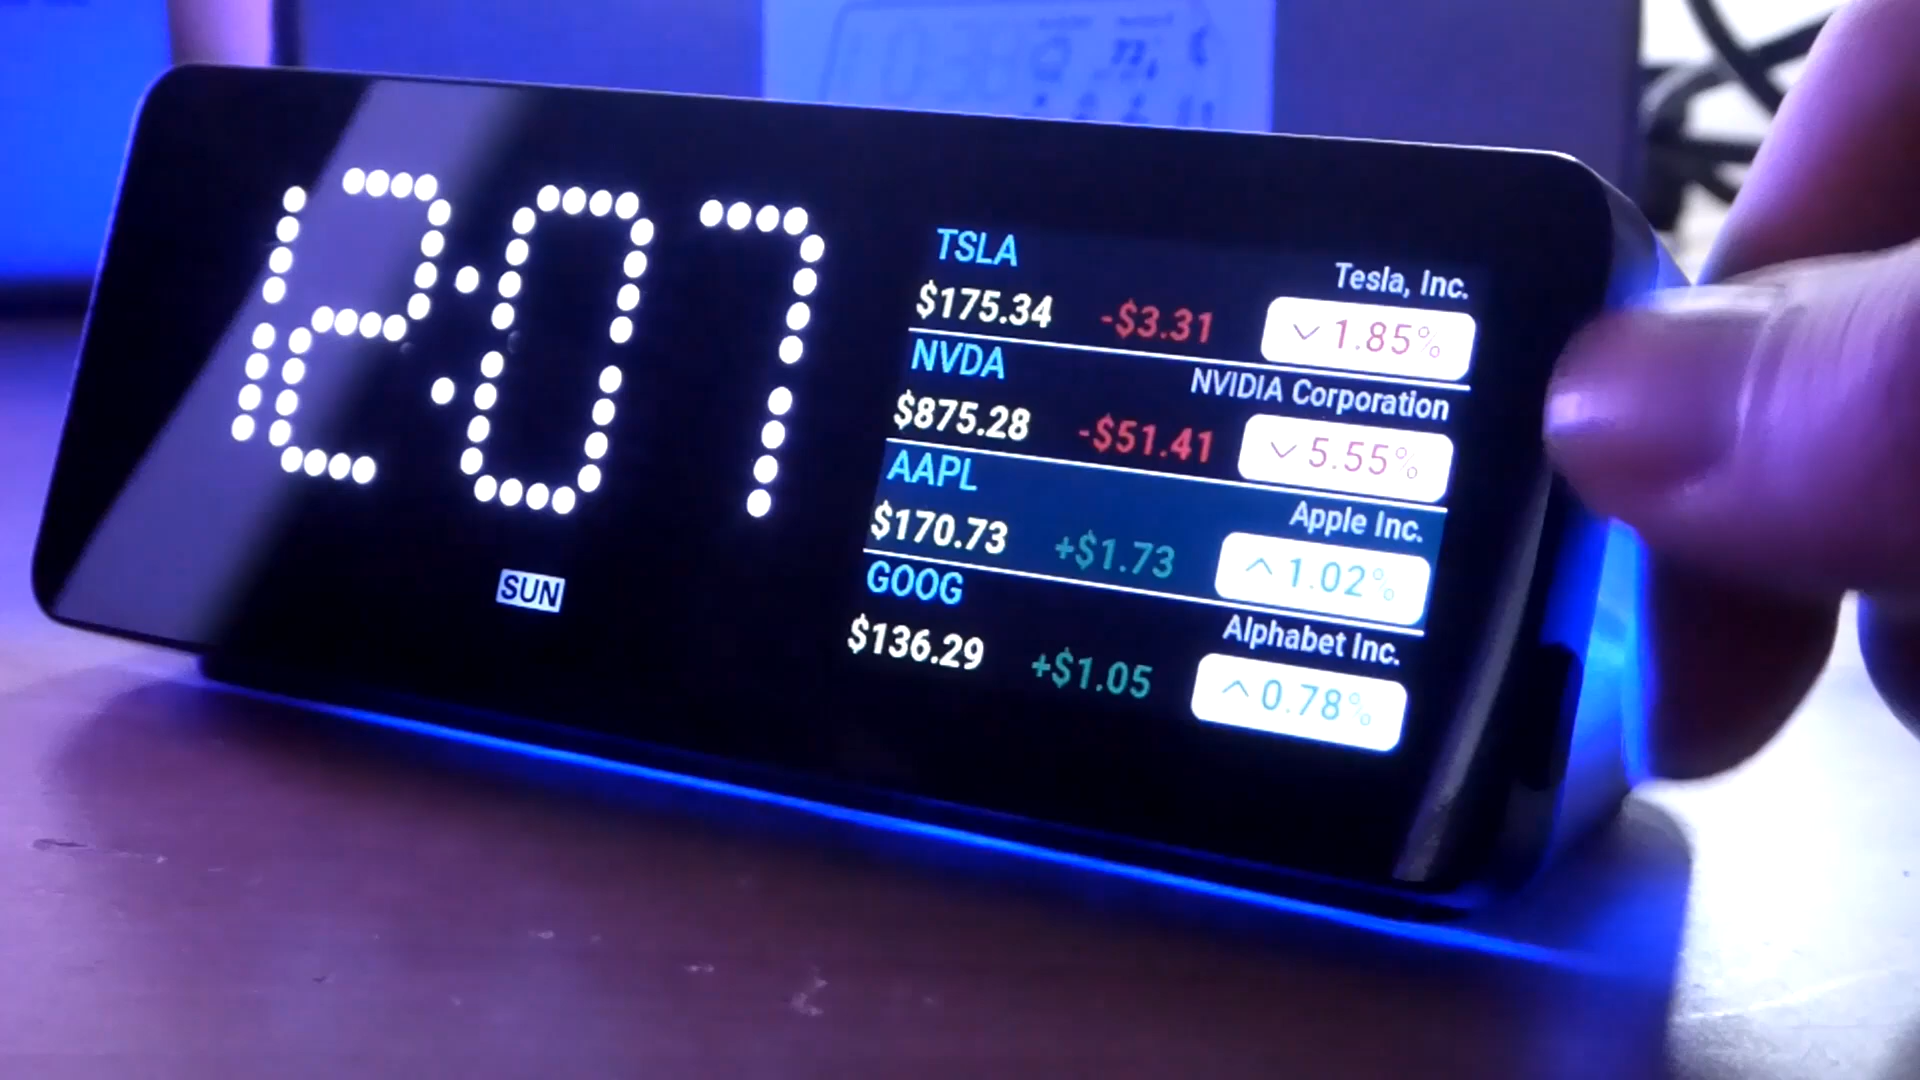 12:07
SUN
TSLA
Tesla, Inc.
$175.34 -$3.31 1.85%
NVDA
NVIDIA Corporation
$875.28 -$51.41 5.55%
AAPL
Apple Inc.
$170.73 +$1.73 1.02%
GOOG
Alphabet Inc.
$136.29 +$1.05 0.78%